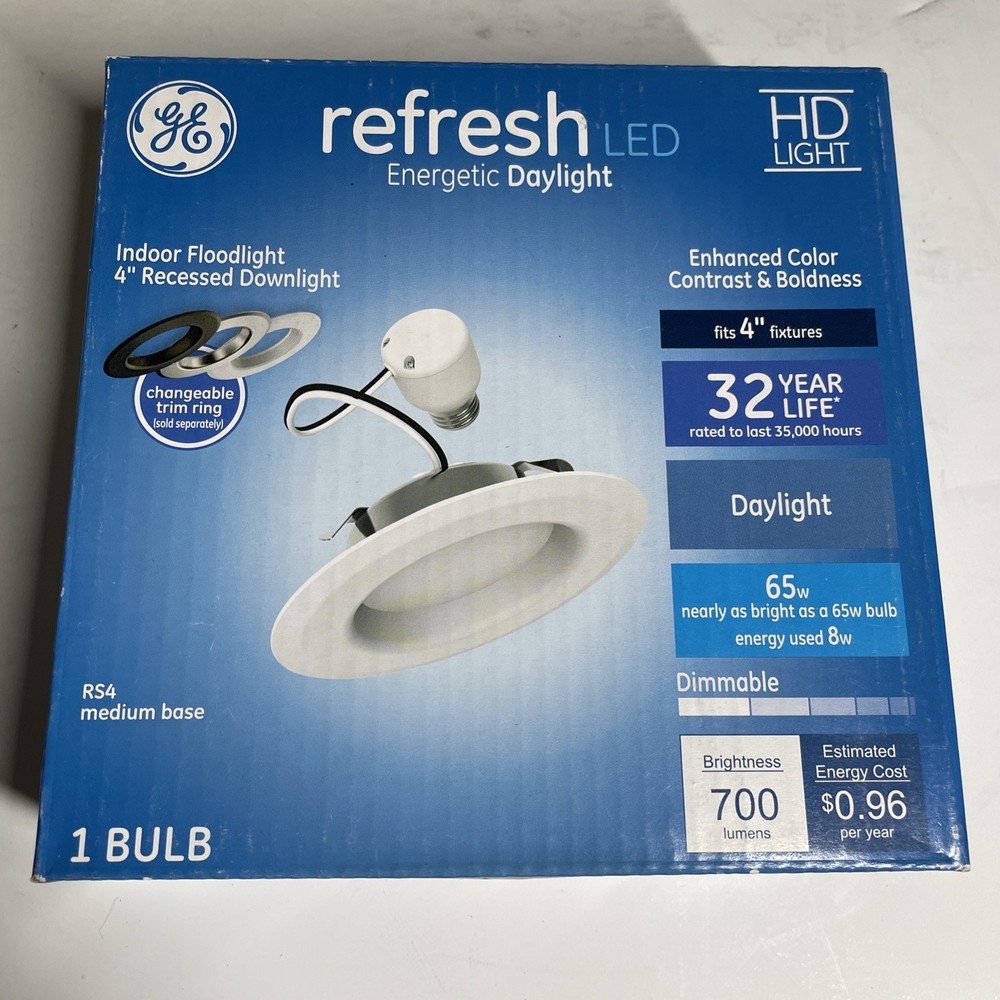 GE
refresh LED
Energetic Daylight
HD
LIGHT
Indoor Floodlight
4" Recessed Downlight
changeable
trim ring
(sold separately)
Enhanced Color
Contrast & Boldness
fits 4" fixtures
32 YEAR
LIFE*
rated to last 35,000 hours
Daylight
65w
nearly as bright as a 65w bulb
energy used 8w
Dimmable
RS4
medium base
Brightness
700
lumens
Estimated
Energy Cost
$0.96
per year
1 BULB